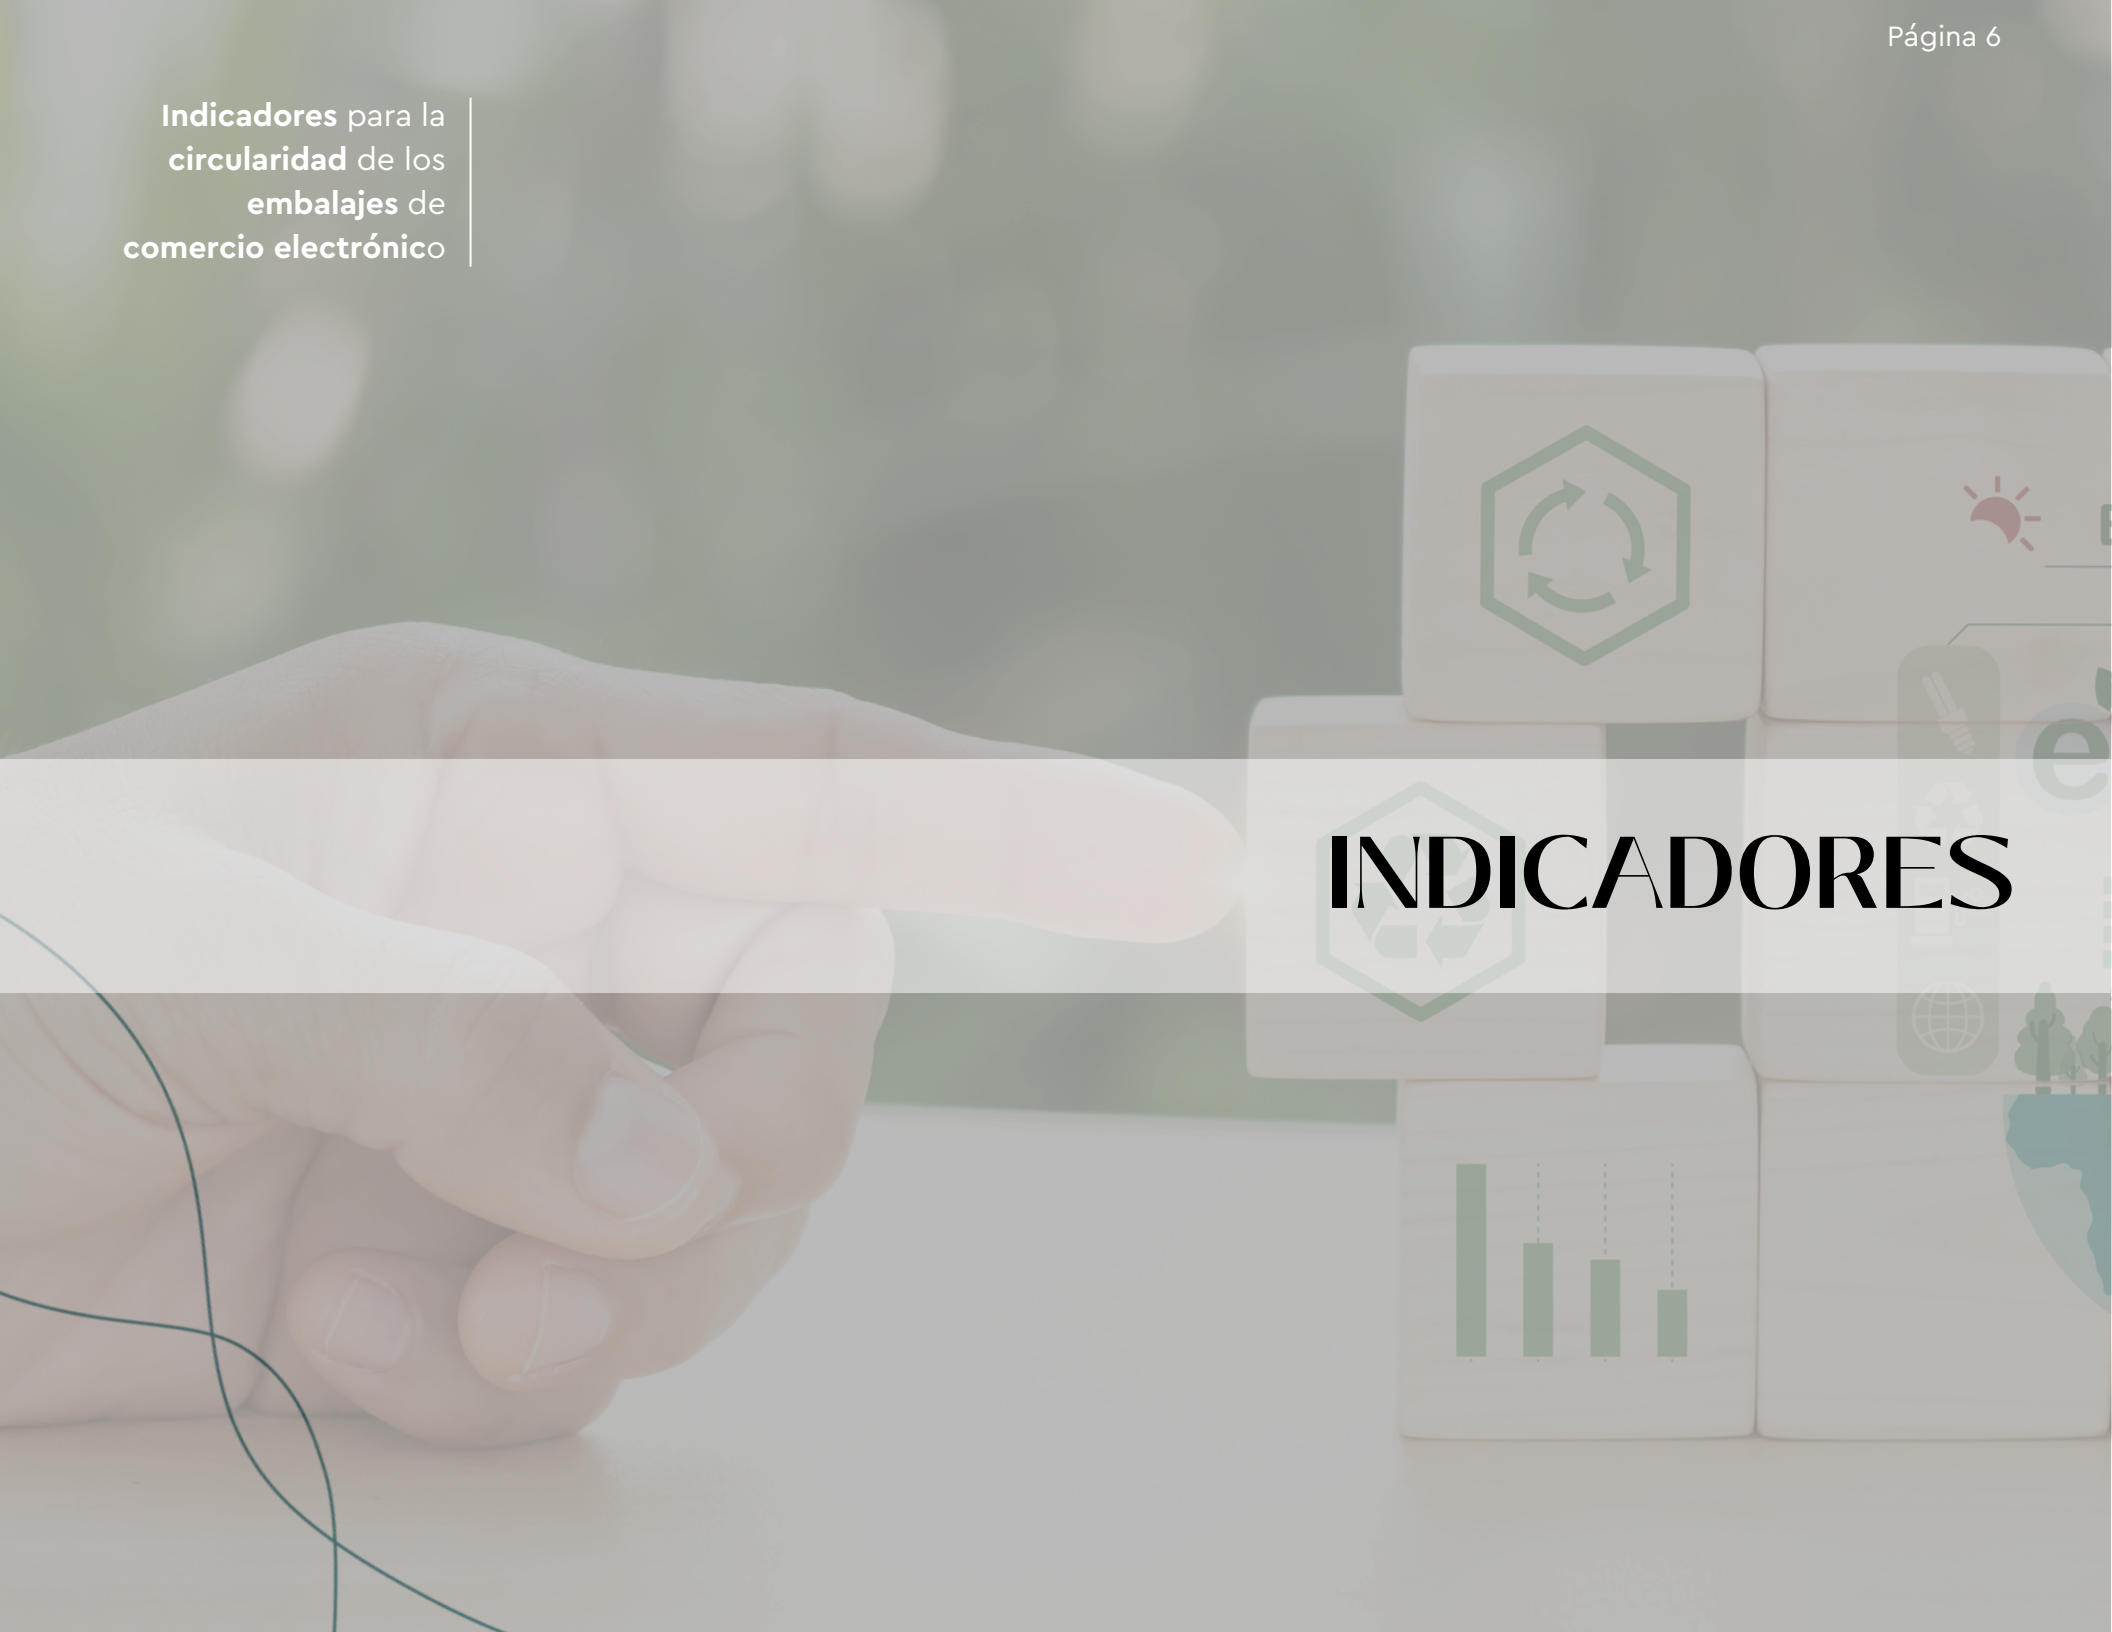 Página 6
Indicadores para la
circularidad de los
embalajes de
comercio electrónico
INDICADORES
e